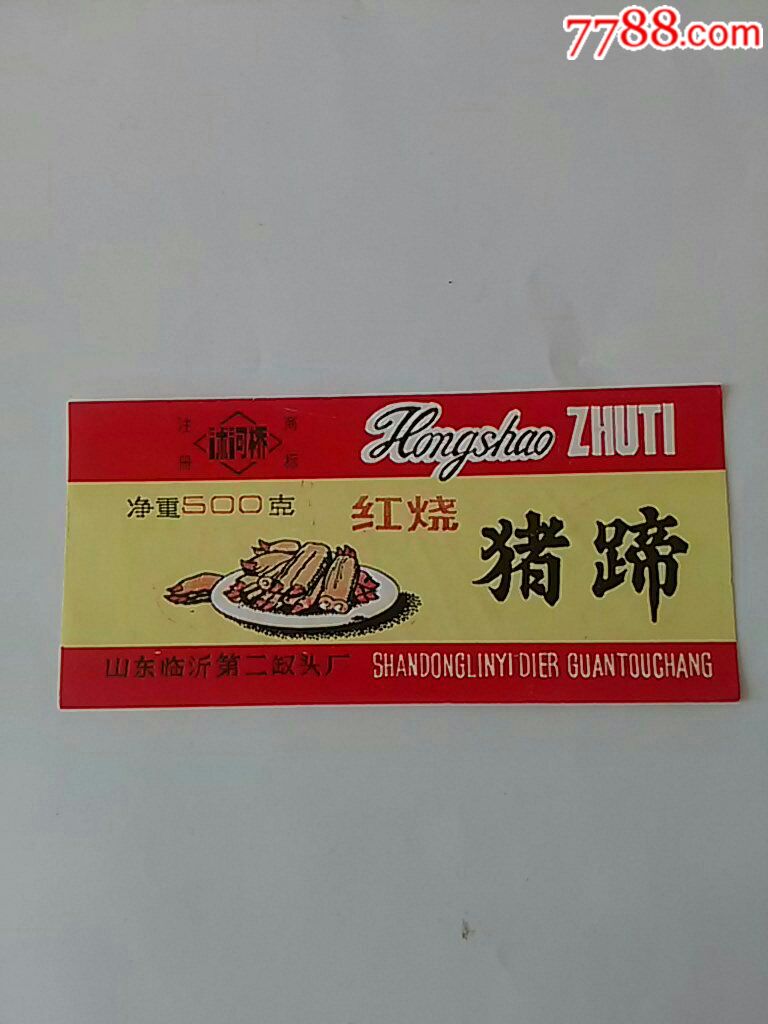 7788.com
注册 沭河桥 商标
Hongshao ZHUTI
净重500克
红烧
猪蹄
山东临沂第二罐头厂 SHANDONGLINYI DIER GUANTOUCHANG